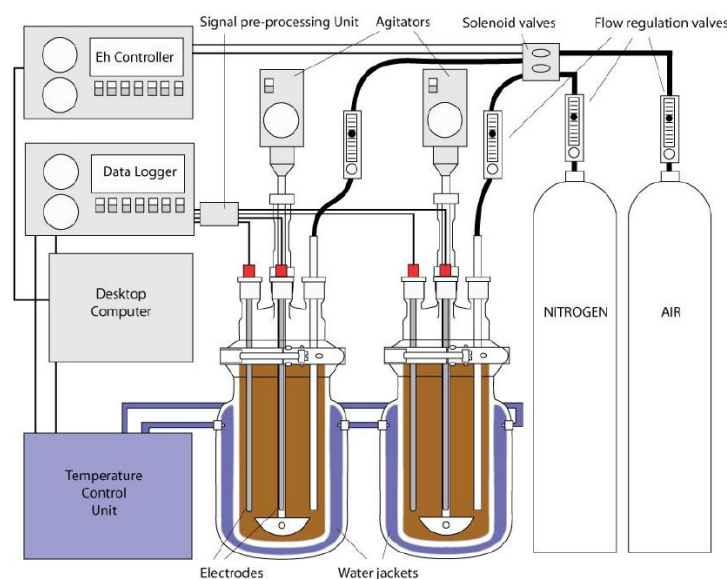 Signal pre-processing Unit
Agitators
Solenoid valves
Flow regulation valves
Eh Controller
Data Logger
Desktop
Computer
NITROGEN
AIR
Temperature
Control
Unit
Electrodes
Water jackets